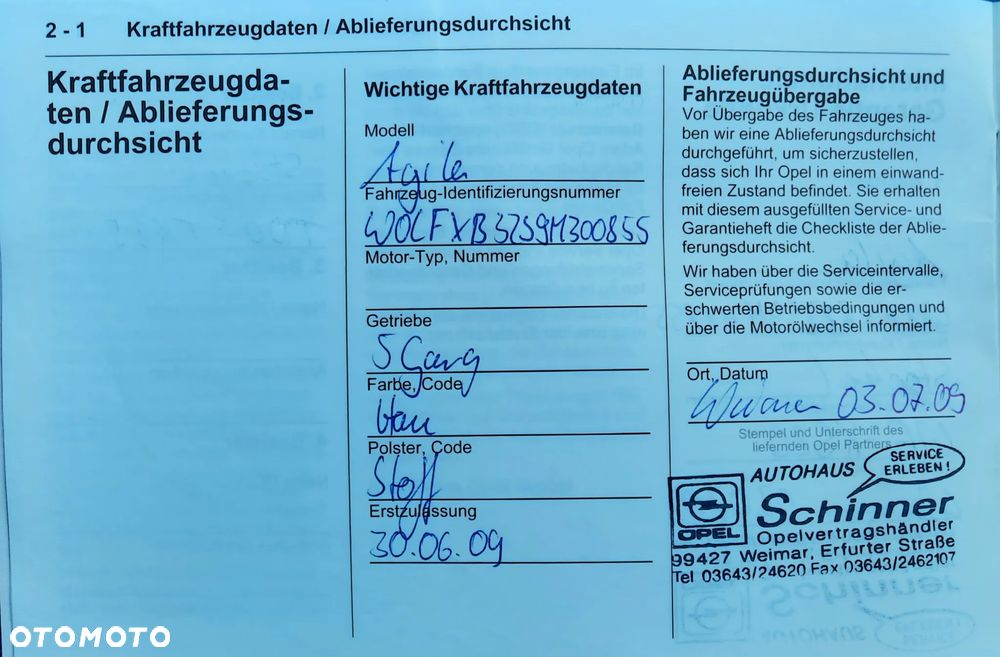 2 - 1 Kraftfahrzeugdaten / Ablieferungsdurchsicht
Kraftfahrzeugda-
ten / Ablieferungs-
durchsicht
Wichtige Kraftfahrzeugdaten
Modell
Agila
Fahrzeug-Identifizierungsnummer
W0LFXB32S9M300855
Motor-Typ, Nummer
Getriebe
5 Gang
Farbe, Code
blau
Polster, Code
Stoff
Erstzulassung
30.06.09
Ablieferungsdurchsicht und
Fahrzeugübergabe
Vor Übergabe des Fahrzeuges ha-
ben wir eine Ablieferungsdurchsicht
durchgeführt, um sicherzustellen,
dass sich Ihr Opel in einem einwand-
freien Zustand befindet. Sie erhalten
mit diesem ausgefüllten Service- und
Garantieheft die Checkliste der Ablie-
ferungsdurchsicht.
Wir haben über die Serviceintervalle,
Serviceprüfungen sowie die er-
schwerten Betriebsbedingungen und
über die Motorölwechsel informiert.
Ort, Datum
Weimar 03.07.09
Stempel und Unterschrift des
liefernden Opel Partners
SERVICE
ERLEBEN!
AUTOHAUS
Schinner
OPEL
Opelvertragshändler
99427 Weimar, Erfurter Straße
Tel 03643/24620 Fax 03643/2462107
OTOMOTO